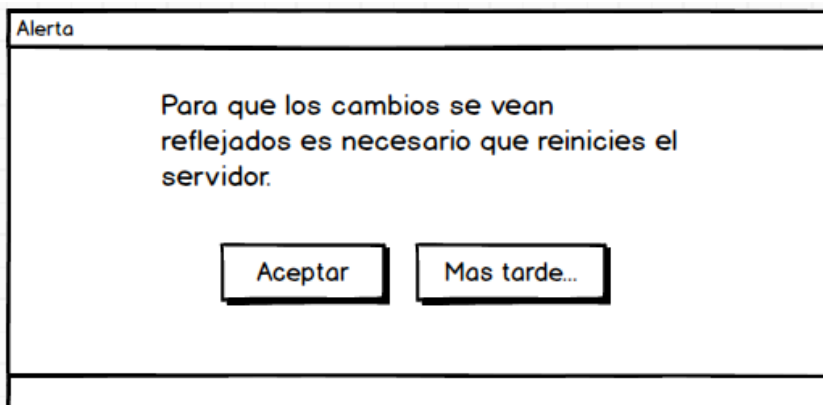 Alerta
Para que los cambios se vean
reflejados es necesario que reinicies el
servidor.
Aceptar
Mas tarde...